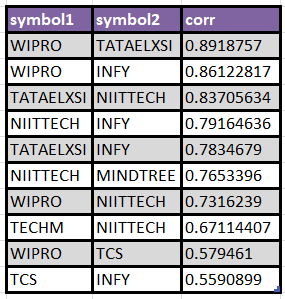 symbol1 symbol2 corr
WIPRO TATAELXSI 0.8918757
WIPRO INFY 0.86122817
TATAELXSI NIITTECH 0.83705634
NIITTECH INFY 0.79164636
TATAELXSI INFY 0.7834679
NIITTECH MINDTREE 0.7653396
WIPRO NIITTECH 0.7316239
TECHM NIITTECH 0.67114407
WIPRO TCS 0.579461
TCS INFY 0.5590899